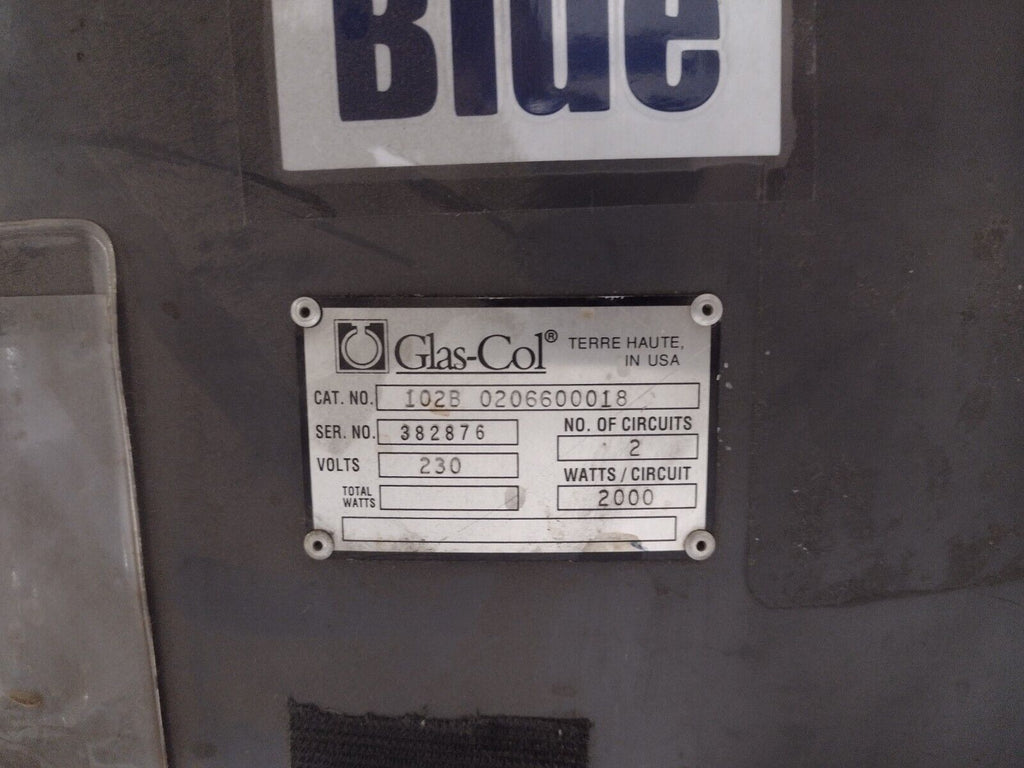 Blue
Glas-Col® TERRE HAUTE,
IN USA
CAT. NO. 102B 0206600018
SER. NO. 382876
NO. OF CIRCUITS
2
VOLTS 230
WATTS / CIRCUIT
2000
TOTAL
WATTS